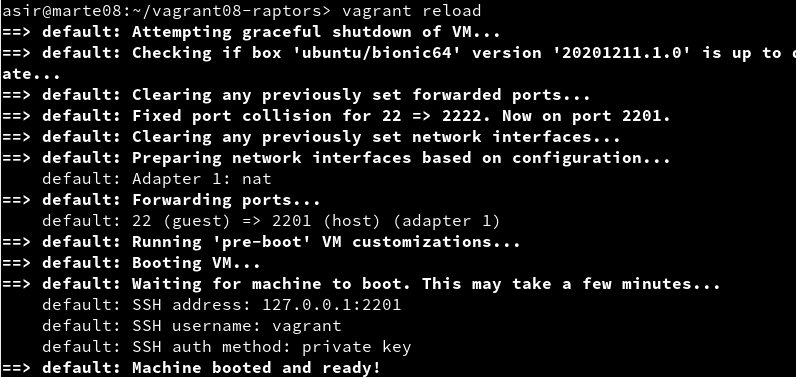 asir@marte08:~/vagrant08-raptors> vagrant reload
==> default: Attempting graceful shutdown of VM...
==> default: Checking if box 'ubuntu/bionic64' version '20201211.1.0' is up to d
ate...
==> default: Clearing any previously set forwarded ports...
==> default: Fixed port collision for 22 => 2222. Now on port 2201.
==> default: Clearing any previously set network interfaces...
==> default: Preparing network interfaces based on configuration...
    default: Adapter 1: nat
==> default: Forwarding ports...
    default: 22 (guest) => 2201 (host) (adapter 1)
==> default: Running 'pre-boot' VM customizations...
==> default: Booting VM...
==> default: Waiting for machine to boot. This may take a few minutes...
    default: SSH address: 127.0.0.1:2201
    default: SSH username: vagrant
    default: SSH auth method: private key
==> default: Machine booted and ready!